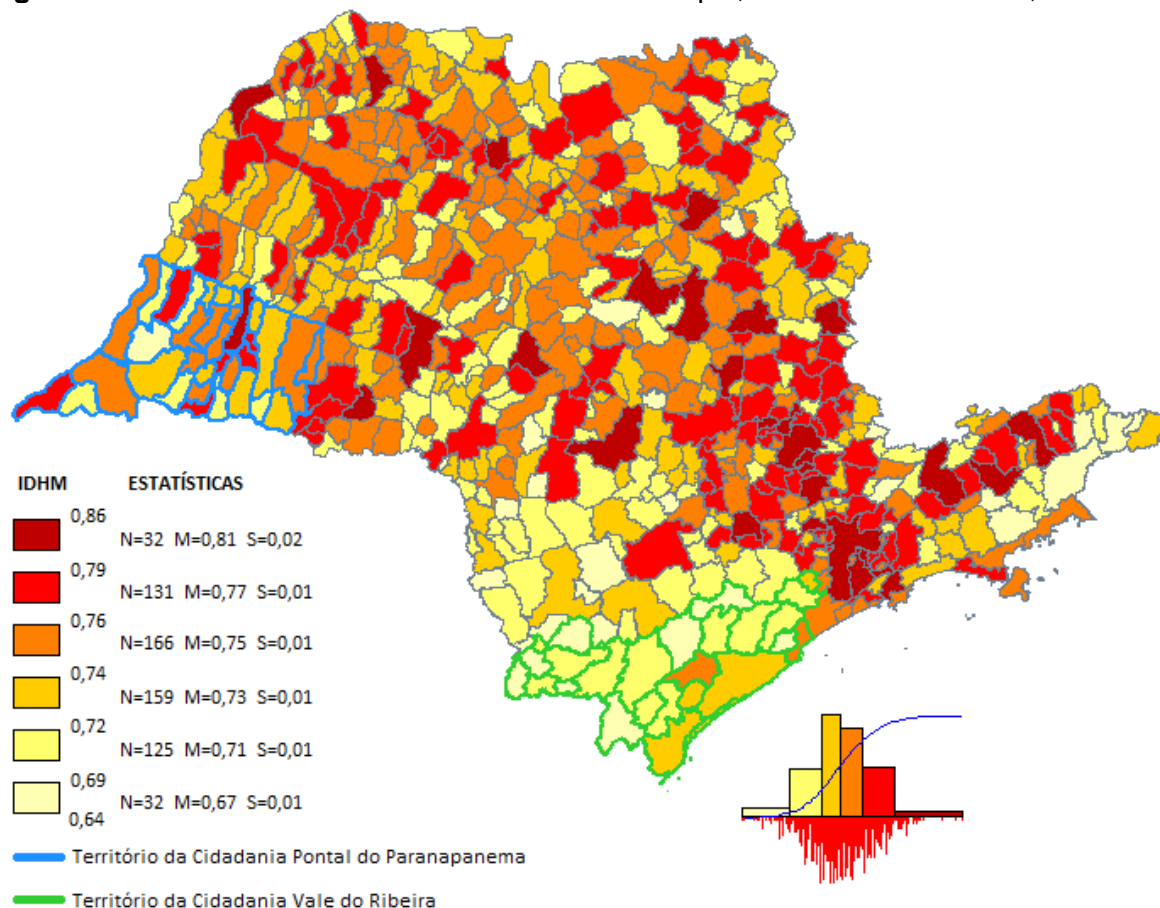 IDHM ESTATÍSTICAS
0,86
N=32 M=0,81 S=0,02
0,79
N=131 M=0,77 S=0,01
0,76
N=166 M=0,75 S=0,01
0,74
N=159 M=0,73 S=0,01
0,72
N=125 M=0,71 S=0,01
0,69
N=32 M=0,67 S=0,01
0,64
Território da Cidadania Pontal do Paranapanema
Território da Cidadania Vale do Ribeira